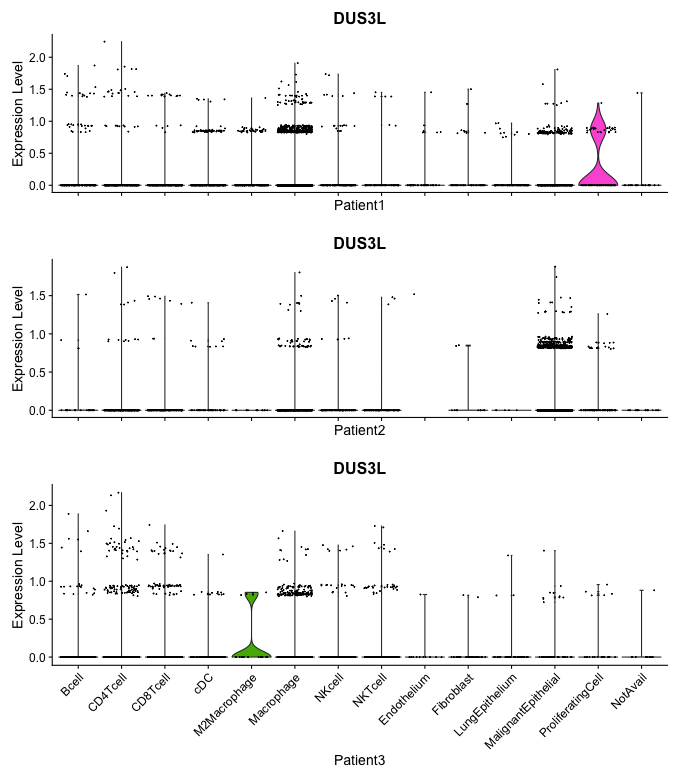 DUS3L
Expression Level
2.0
1.5
1.0
0.5
0.0
Patient1
DUS3L
Expression Level
1.5
1.0
0.5
0.0
Patient2
DUS3L
Expression Level
2.0
1.5
1.0
0.5
0.0
Bcell
CD4Tcell
CD8Tcell
cDC
M2Macrophage
Macrophage
NKcell
NKTcell
Endothelium
Fibroblast
LungEpithelium
MalignantEpithelial
ProliferatingCell
NotAvail
Patient3